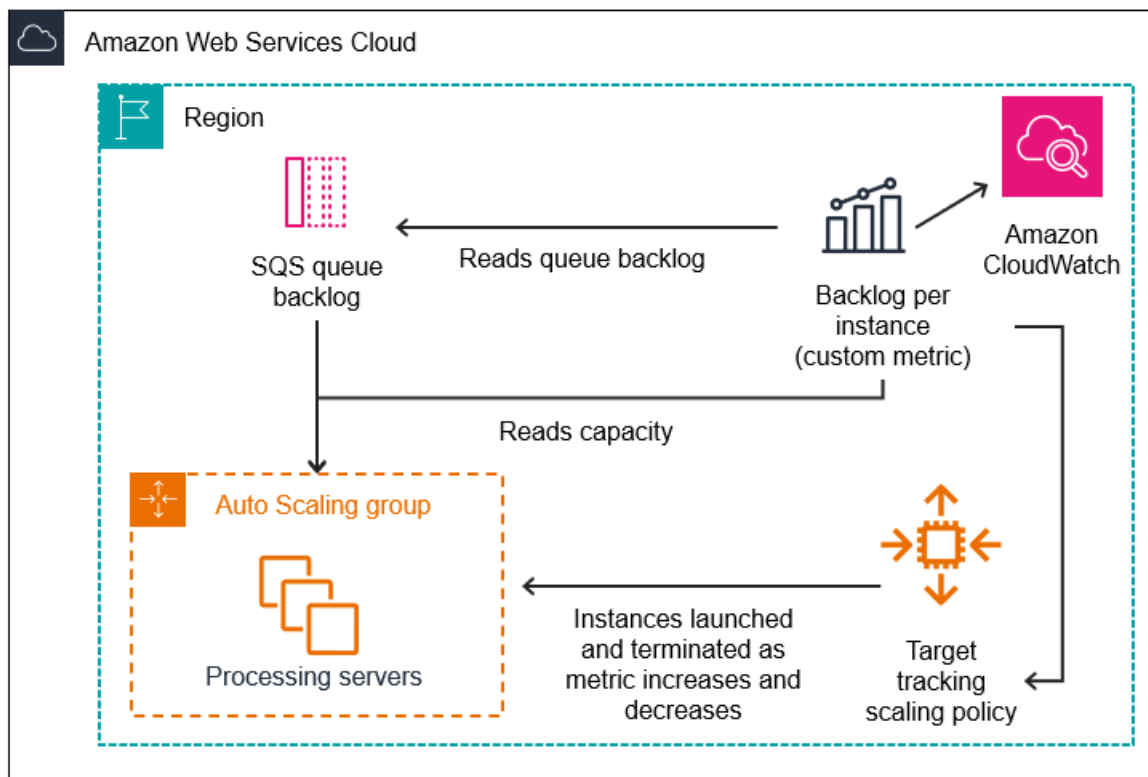 Amazon Web Services Cloud
Region
SQS queue
backlog
Reads queue backlog
Backlog per
instance
(custom metric)
Amazon
CloudWatch
Reads capacity
Auto Scaling group
Processing servers
Instances launched
and terminated as
metric increases and
decreases
Target
tracking
scaling policy